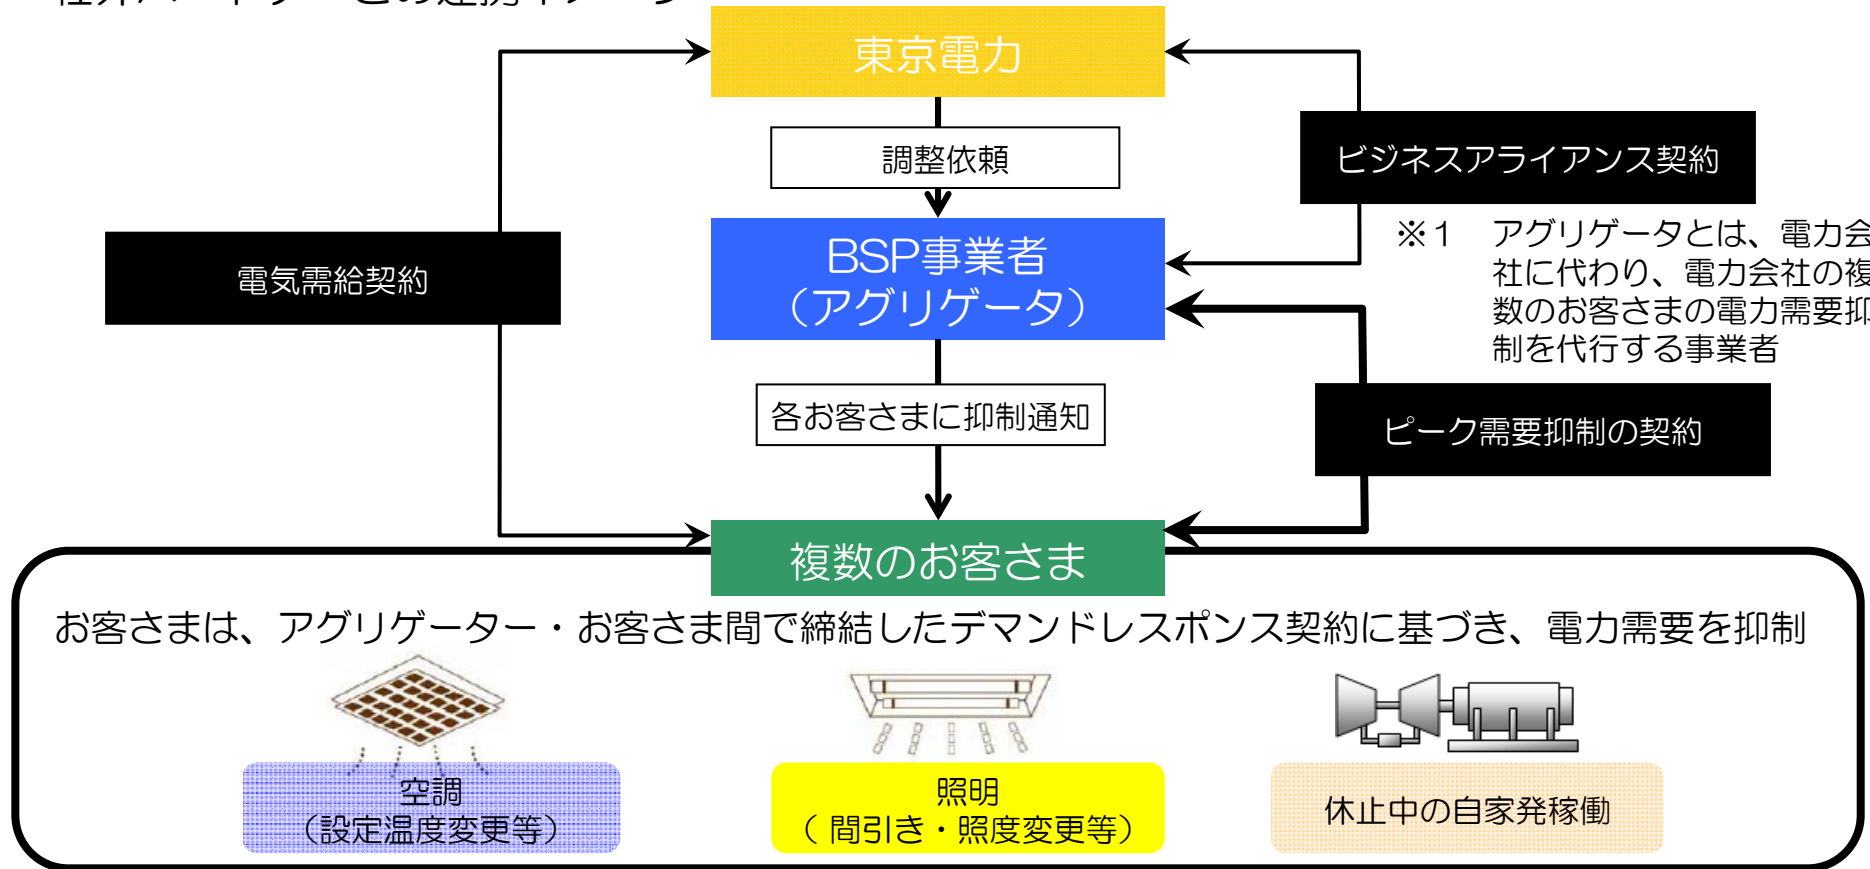 東京電力
調整依頼
ビジネスアライアンス契約
※1 アグリゲータとは、電力会
社に代わり、電力会社の複
数のお客さまの電力需要抑
制を代行する事業者
電気需給契約
BSP事業者
（アグリゲータ）
各お客さまに抑制通知
ピーク需要抑制の契約
複数のお客さま
お客さまは、アグリゲーター・お客さま間で締結したデマンドレスポンス契約に基づき、電力需要を抑制
空調
（設定温度変更等）
照明
（ 間引き・照度変更等）
休止中の自家発稼働